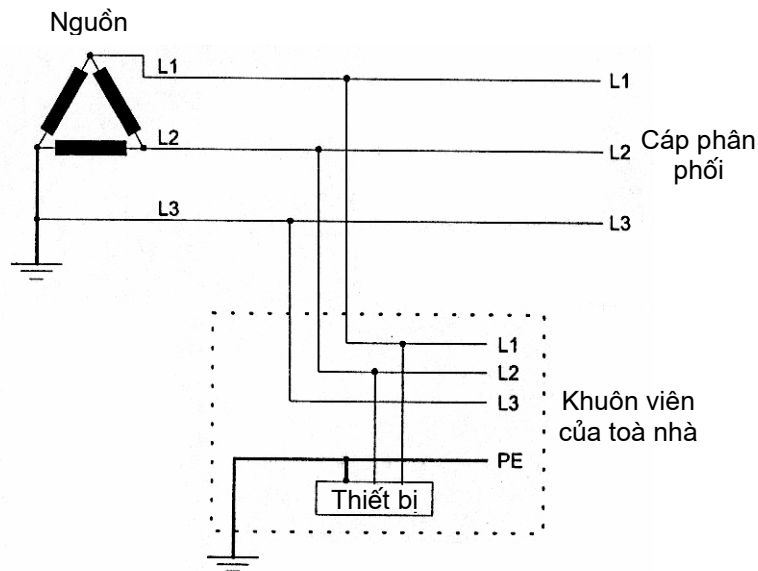 Nguồn
L1
L1
L2
L2
Cáp phân
phối
L3
L3
L1
L2
L3
Khuôn viên
của toà nhà
PE
Thiết bị